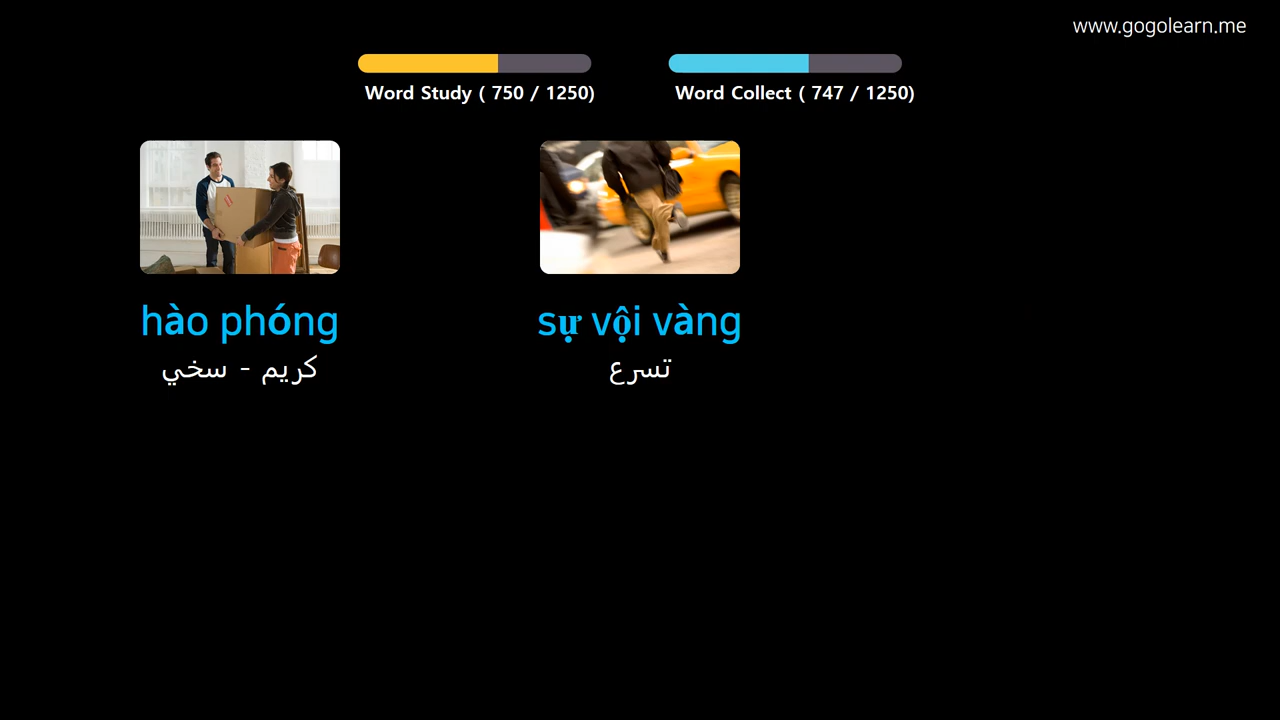 www.gogolearn.me
Word Study ( 750 / 1250)
Word Collect ( 747 / 1250)
hào phóng
كريم - سخي
sự vội vàng
تسرع